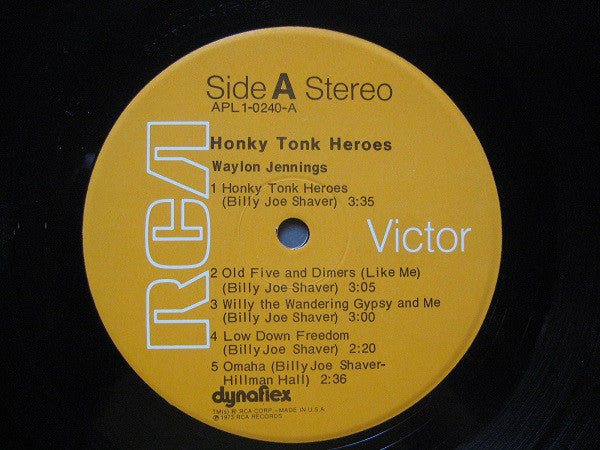 Side A Stereo
APL1-0240-A
Honky Tonk Heroes
Waylon Jennings
1 Honky Tonk Heroes
(Billy Joe Shaver) 3:35
RCA
Victor
2 Old Five and Dimers (Like Me)
(Billy Joe Shaver) 3:05
3 Willy the Wandering Gypsy and Me
(Billy Joe Shaver) 3:00
4 Low Down Freedom
(Billy Joe Shaver) 2:20
5 Omaha (Billy Joe Shaver-
Hillman Hall) 2:36
dynaflex
TM(s) ® RCA CORP.-MADE IN U.S.A.
℗ 1973 RCA RECORDS